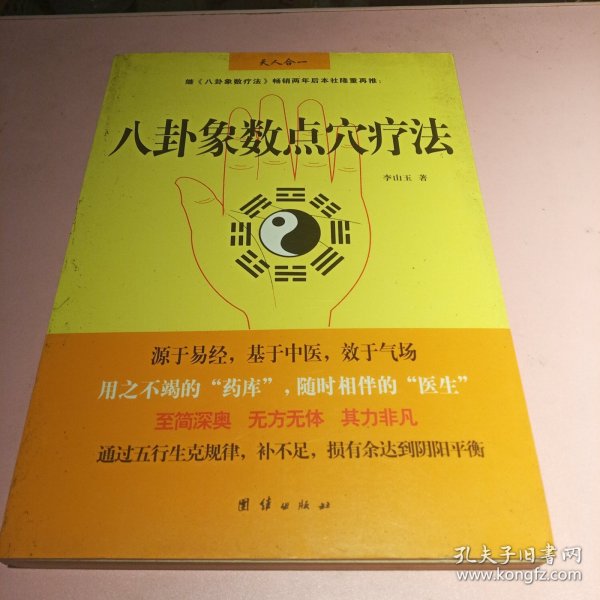 天人合一
继《八卦象数疗法》畅销两年后本社隆重再推：
八卦象数点穴疗法
李山玉 著
源于易经，基于中医，效于气场
用之不竭的“药库”，随时相伴的“医生”
至简深奥 无方无体 其力非凡
通过五行生克规律，补不足，损有余达到阴阳平衡
团结出版社
孔夫子旧书网
www.kongfz.com